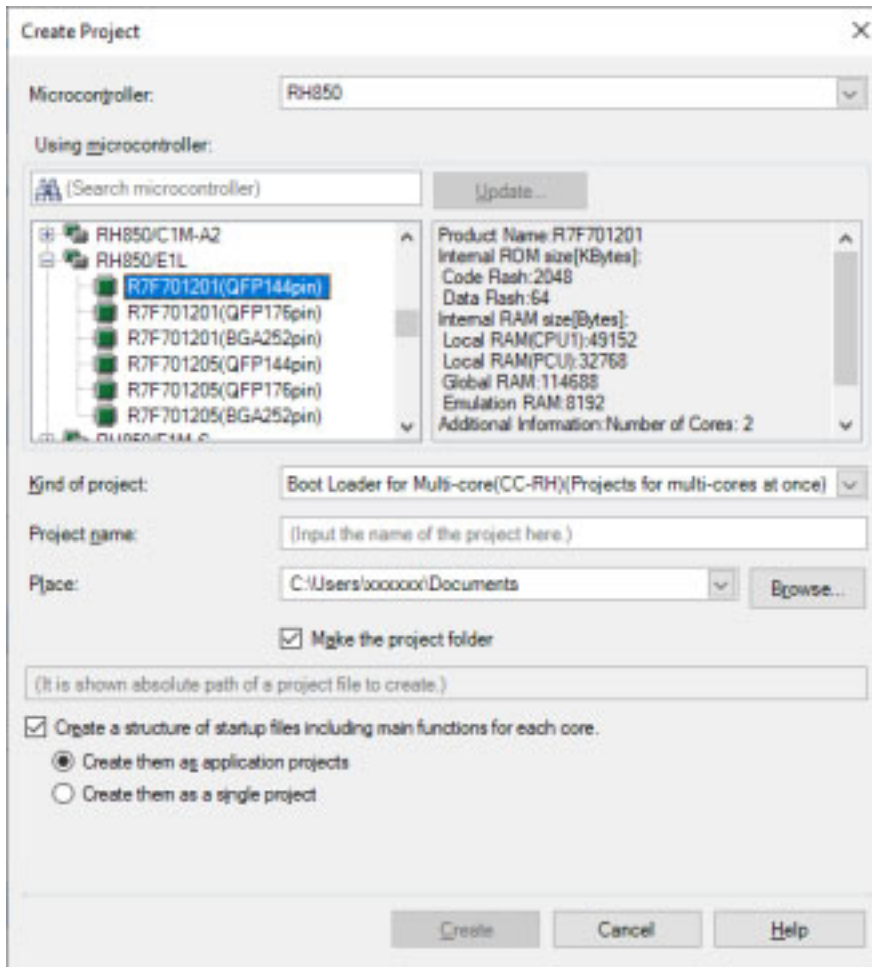 Create Project
Microcontroller:
RH850
Using microcontroller:
(Search microcontroller)
Update...
RH850/C1M-A2
RH850/E1L
R7F701201(QFP144pin)
R7F701201(QFP176pin)
R7F701201(BGA252pin)
R7F701205(QFP144pin)
R7F701205(QFP176pin)
R7F701205(BGA252pin)
RH850/E1M-S
Product Name:R7F701201
Internal ROM size[KBytes]:
Code Flash:2048
Data Flash:64
Internal RAM size[Bytes]:
Local RAM(CPU1):49152
Local RAM(PCU):32768
Global RAM:114688
Emulation RAM:8192
Additional Information:Number of Cores: 2
Kind of project:
Boot Loader for Multi-core(CC-RH)(Projects for multi-cores at once)
Project name:
(Input the name of the project here.)
Place:
C:\Users\xxxxxxx\Documents
Browse...
Make the project folder
(It is shown absolute path of a project file to create.)
Create a structure of startup files including main functions for each core.
Create them as application projects
Create them as a single project
Create
Cancel
Help